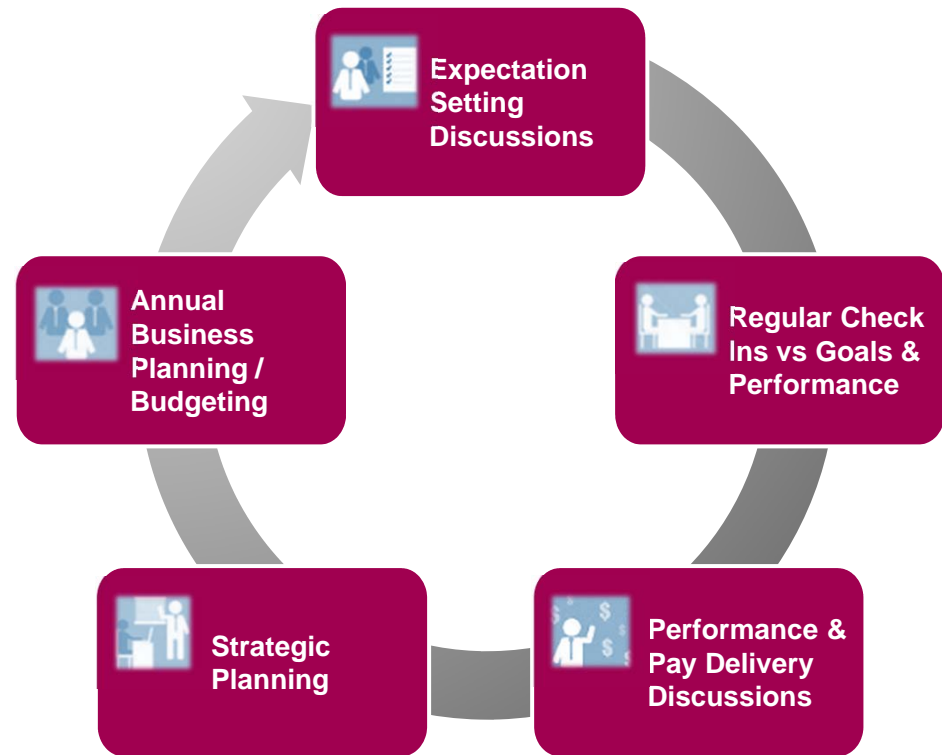 Expectation
Setting
Discussions
Regular Check
Ins vs Goals &
Performance
Performance &
Pay Delivery
Discussions
Strategic
Planning
Annual
Business
Planning /
Budgeting
$
$
$
$